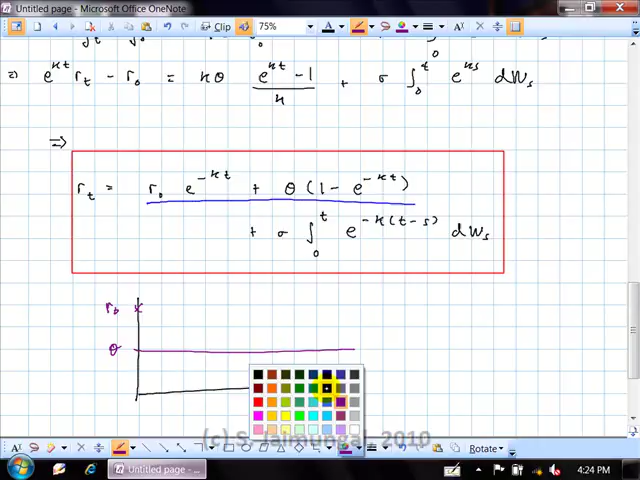 Untitled page - Microsoft OneNote
Clip 75%
⇒ e^{κt} r_t - r_0 = κθ (e^{κt} - 1)/κ + σ ∫_0^t e^{κs} dW_s
⇒
r_t = r_0 e^{-κt} + θ (1 - e^{-κt})
+ σ ∫_0^t e^{-κ(t-s)} dW_s
r_0
θ
(c) S. Jaimungal, 2010
Rotate
Untitled page - Micr...
4:24 PM